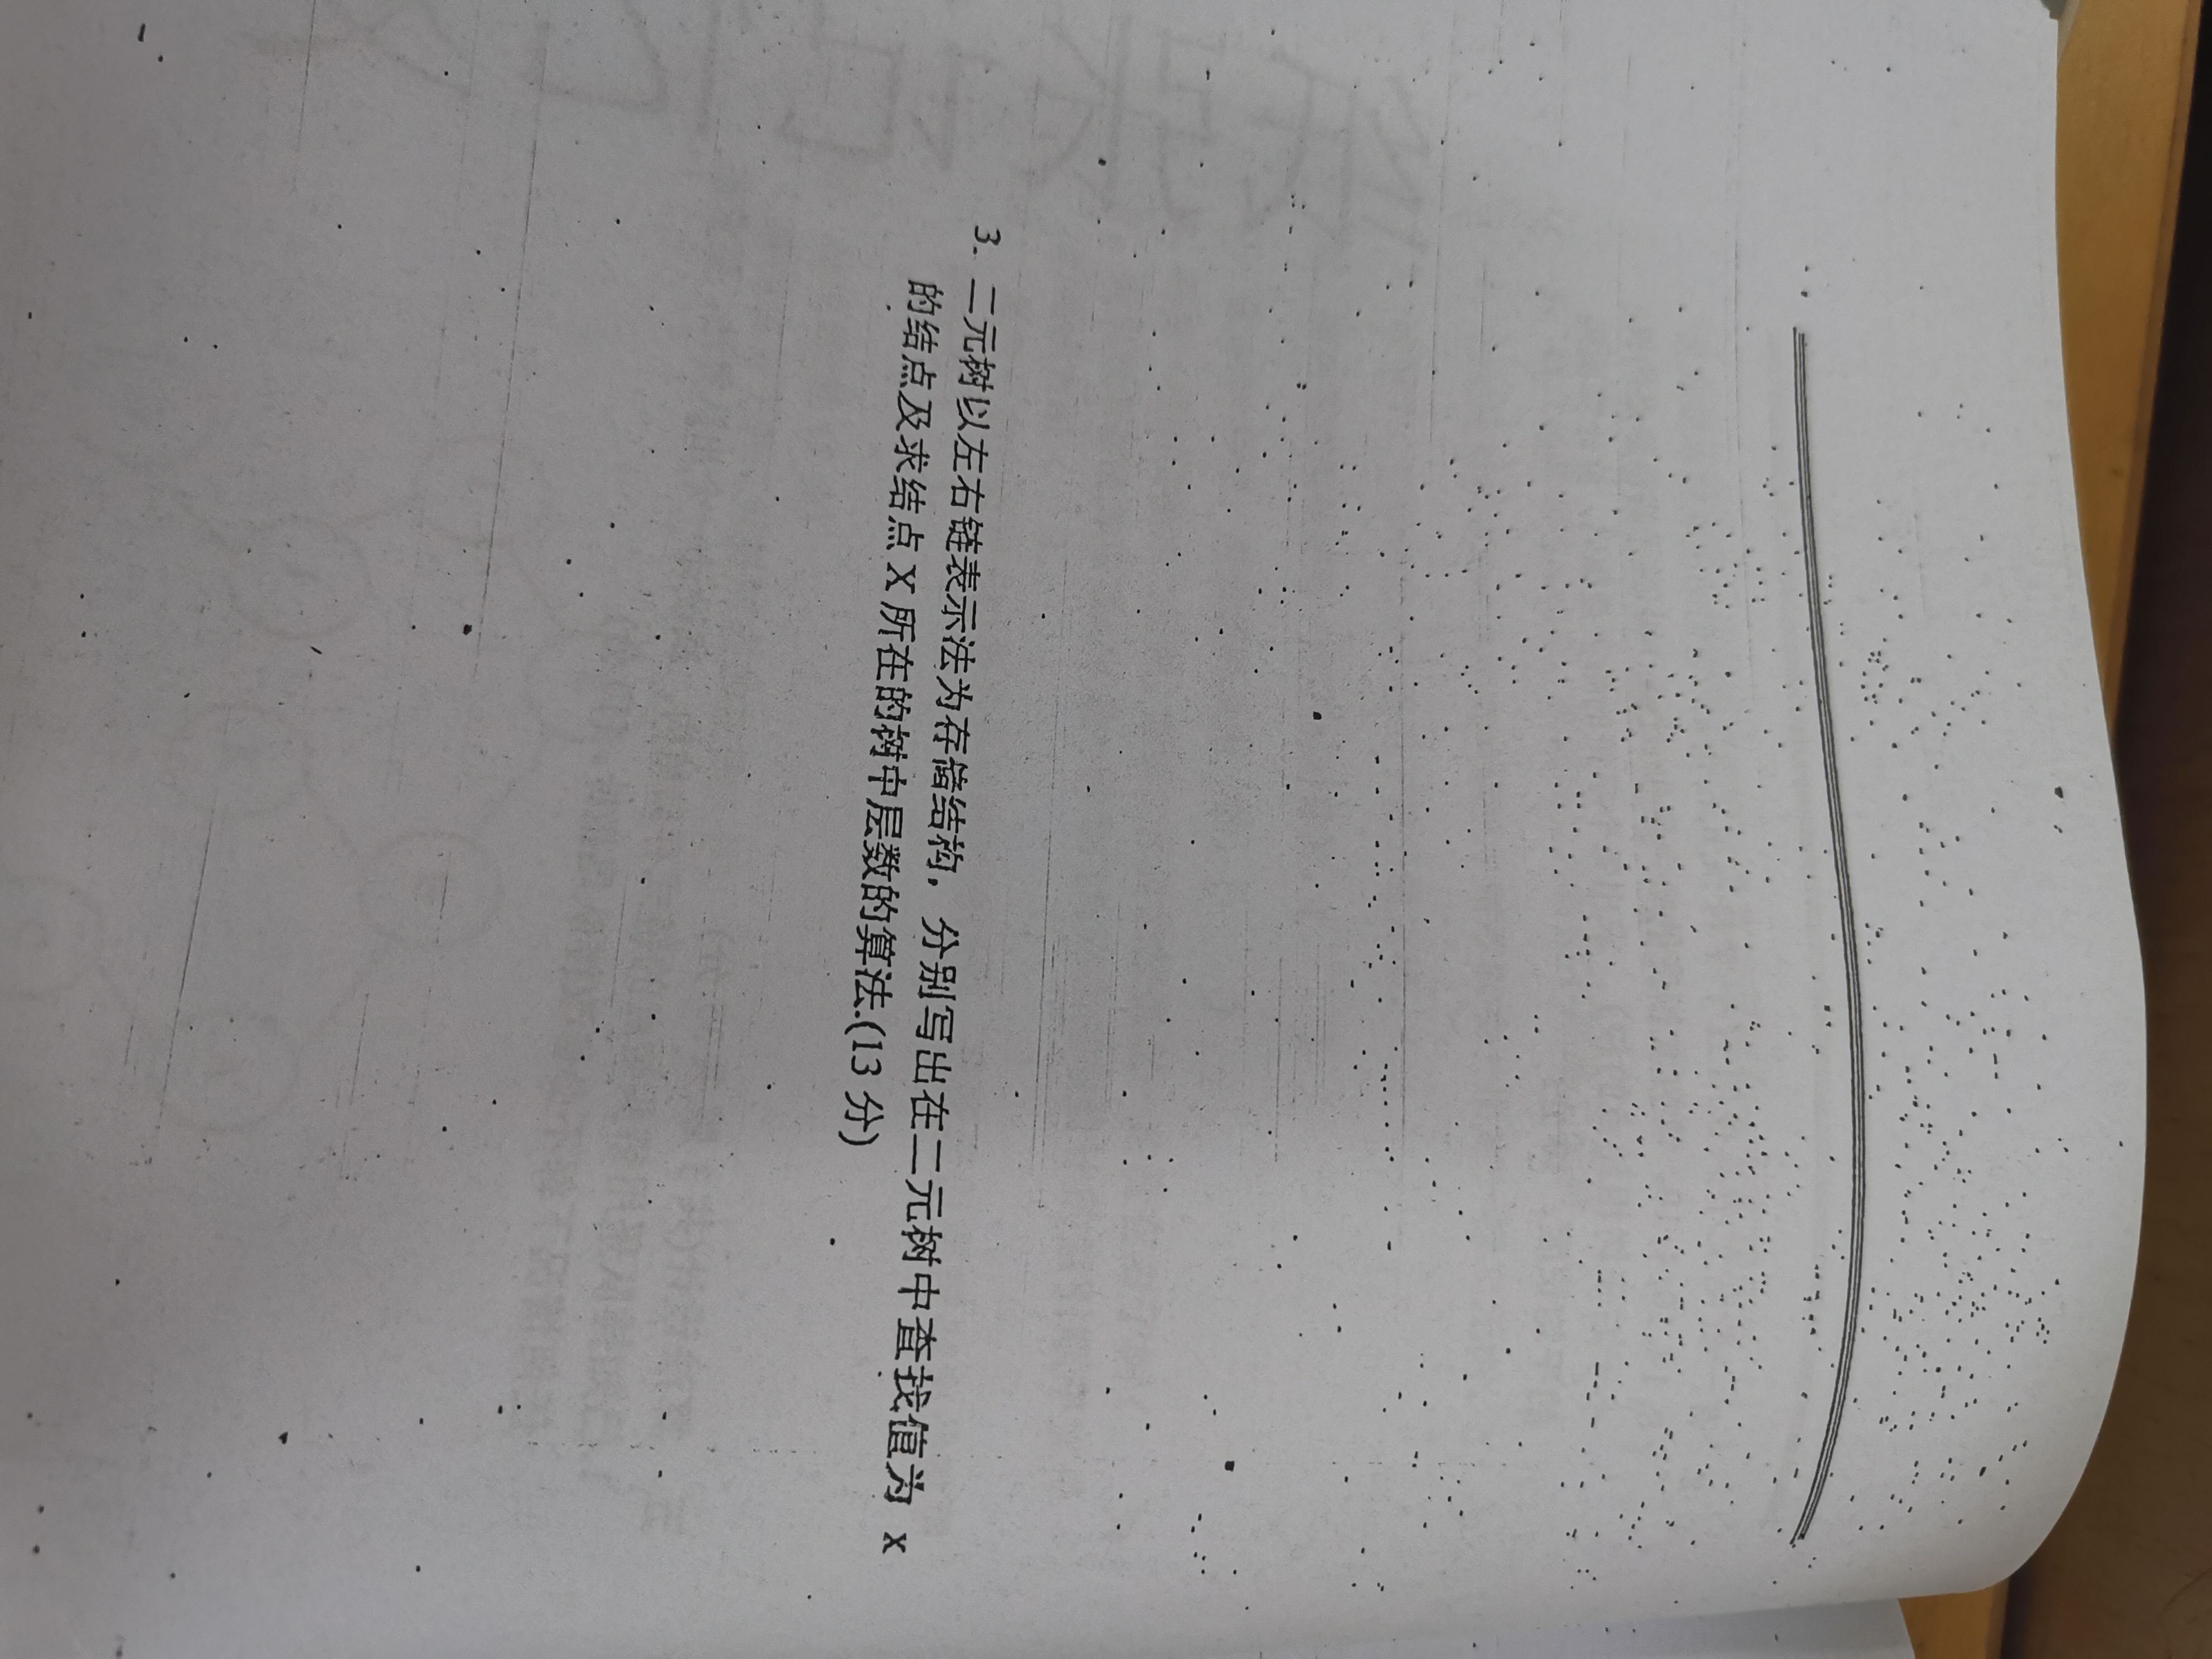 3. 二元树以左右链表示法为存储结构，分别写出在二元树中查找值为 x
的结点及求结点 X 所在的树中层数的算法.(13 分)